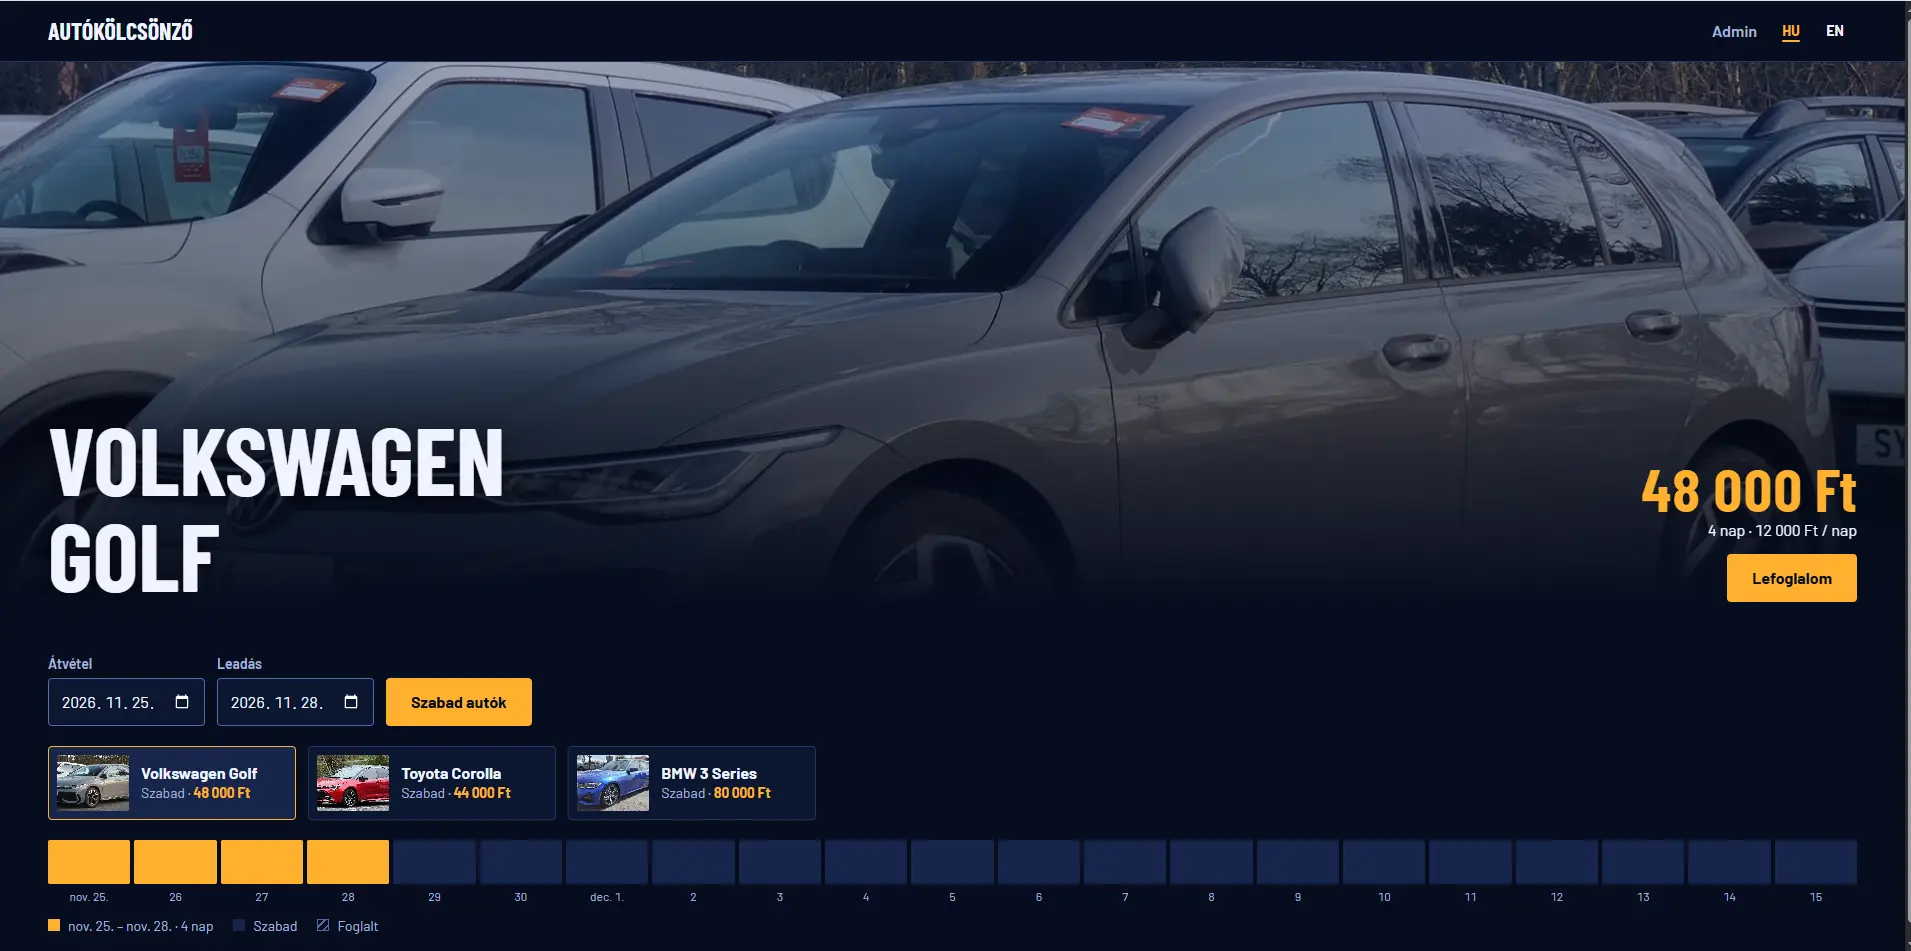 AUTÓKÖLCSÖNZŐ
Admin HU EN
VOLKSWAGEN
GOLF
48 000 Ft
4 nap · 12 000 Ft / nap
Lefoglalom
Átvétel Leadás
2026. 11. 25. 2026. 11. 28. Szabad autók
Volkswagen Golf
Szabad · 48 000 Ft
Toyota Corolla
Szabad · 44 000 Ft
BMW 3 Series
Szabad · 80 000 Ft
nov. 25. 26 27 28 29 30 dec. 1. 2 3 4 5 6 7 8 9 10 11 12 13 14 15
nov. 25. – nov. 28. · 4 nap Szabad Foglalt